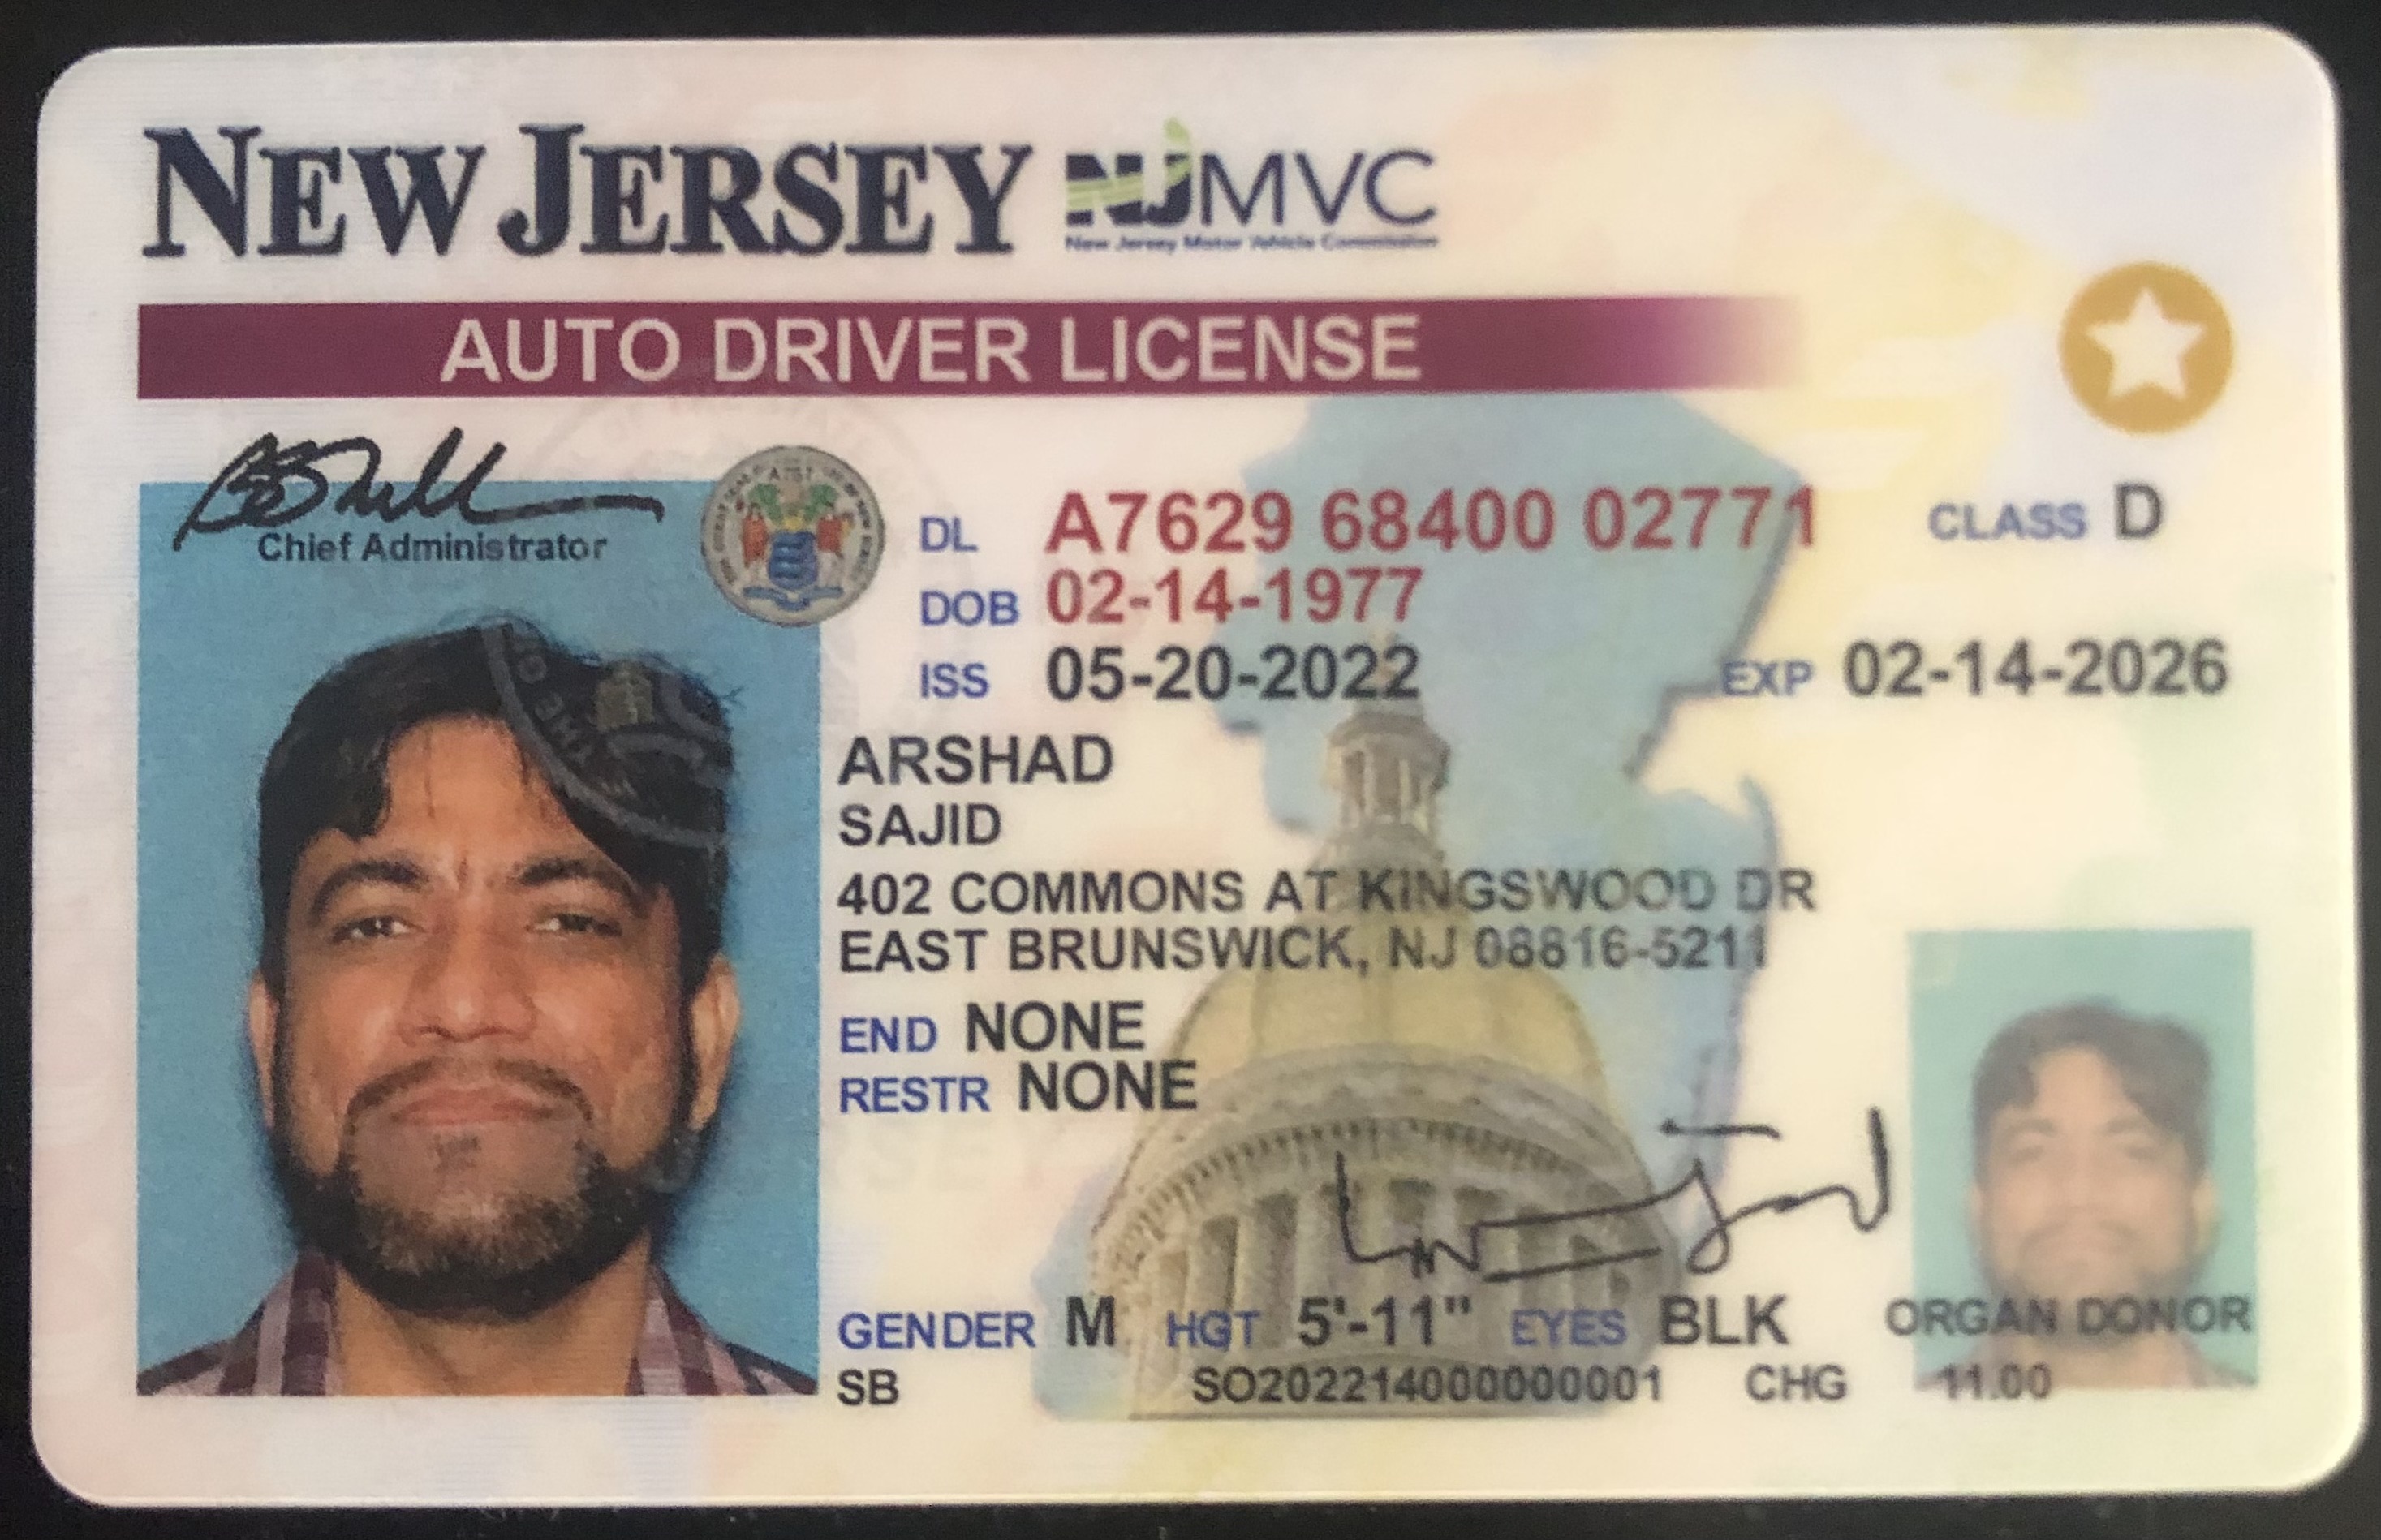 NEW JERSEY NJMVC
New Jersey Motor Vehicle Commission
AUTO DRIVER LICENSE
Chief Administrator
DL A7629 68400 02771 CLASS D
DOB 02-14-1977
ISS 05-20-2022 EXP 02-14-2026
ARSHAD
SAJID
402 COMMONS AT KINGSWOOD DR
EAST BRUNSWICK, NJ 08816-5211
END NONE
RESTR NONE
GENDER M HGT 5'-11" EYES BLK ORGAN DONOR
SB SO202214000000001 CHG 11.00